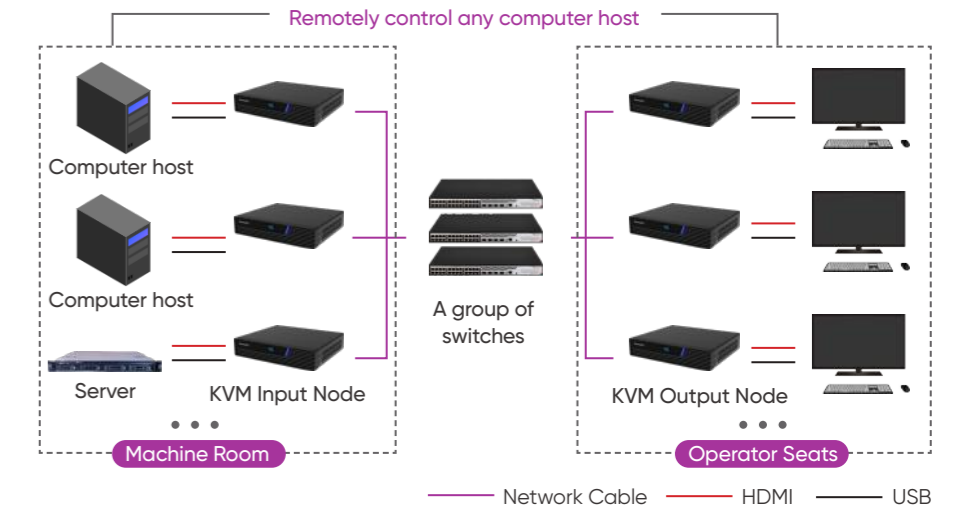 Remotely control any computer host
Computer host
Computer host
Server
KVM Input Node
Machine Room
A group of
switches
KVM Output Node
Operator Seats
Network Cable
HDMI
USB